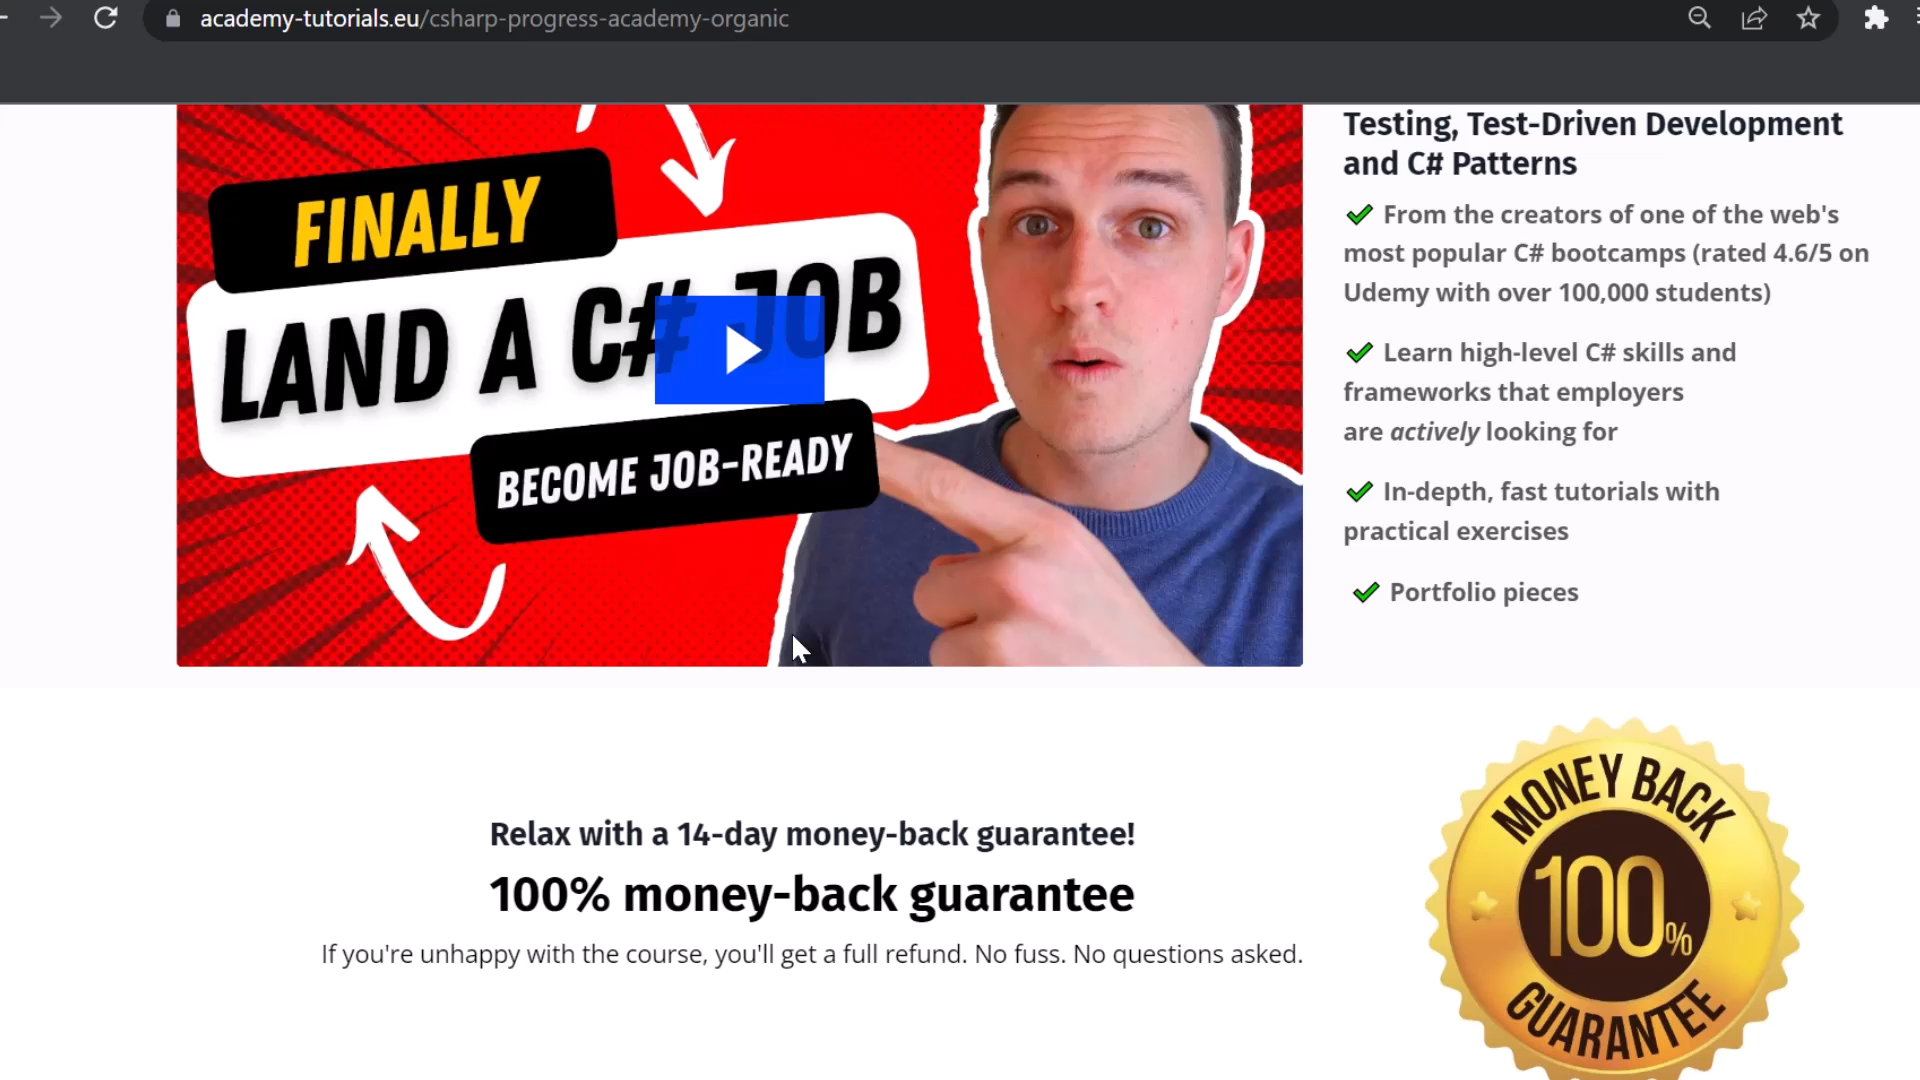 academy-tutorials.eu/csharp-progress-academy-organic
FINALLY
LAND A C# JOB
BECOME JOB-READY
Testing, Test-Driven Development
and C# Patterns
From the creators of one of the web's
most popular C# bootcamps (rated 4.6/5 on
Udemy with over 100,000 students)
Learn high-level C# skills and
frameworks that employers
are actively looking for
In-depth, fast tutorials with
practical exercises
Portfolio pieces
Relax with a 14-day money-back guarantee!
100% money-back guarantee
If you're unhappy with the course, you'll get a full refund. No fuss. No questions asked.
MONEY BACK
100%
GUARANTEE